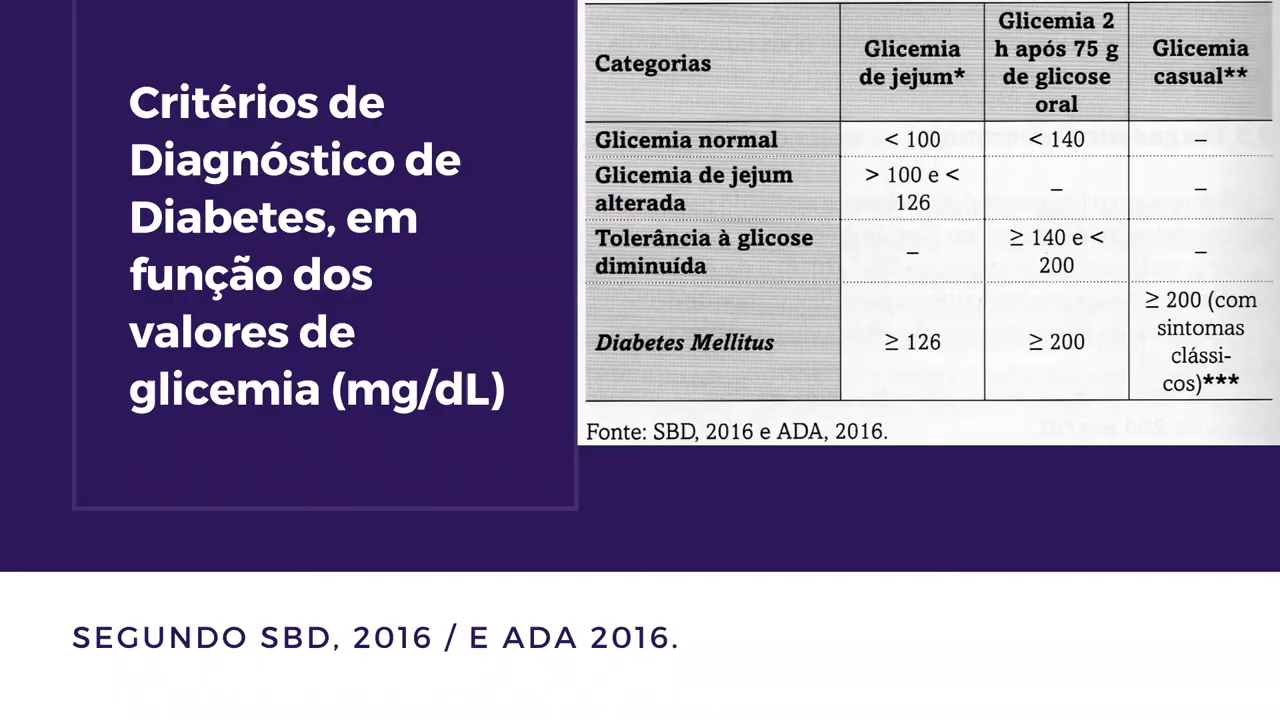 Critérios de
Diagnóstico de
Diabetes, em
função dos
valores de
glicemia (mg/dL)
Categorias
Glicemia
de jejum*
Glicemia 2
h após 75 g
de glicose
oral
Glicemia
casual**
Glicemia normal < 100 < 140 –
Glicemia de jejum
alterada
> 100 e <
126
– –
Tolerância à glicose
diminuída
–
≥ 140 e <
200
–
Diabetes Mellitus ≥ 126 ≥ 200
≥ 200 (com
sintomas
clássi-
cos)***
Fonte: SBD, 2016 e ADA, 2016.
SEGUNDO SBD, 2016 / E ADA 2016.